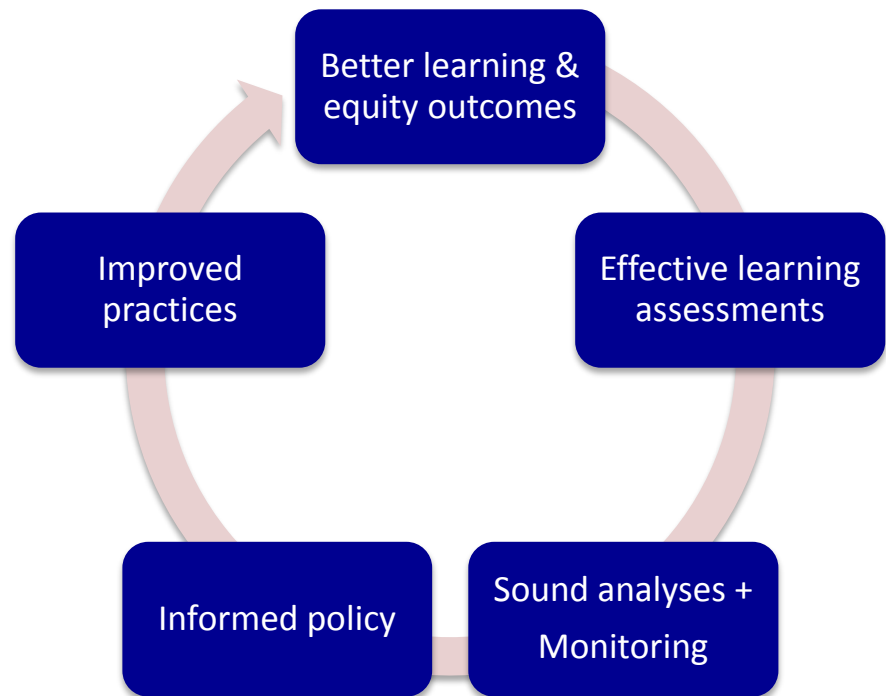 Better learning &
equity outcomes
Effective learning
assessments
Sound analyses +
Monitoring
Informed policy
Improved
practices